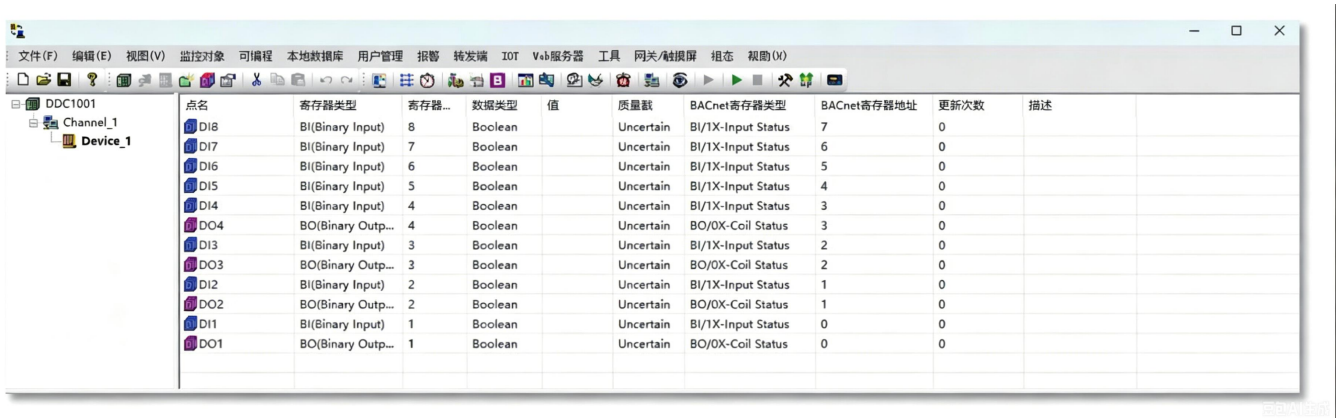 文件(F) 编辑(E) 视图(V) 监控对象 可编程 本地数据库 用户管理 报警 转发端 IOT Web服务器 工具 网关/触摸屏 组态 帮助(H)
DDC1001
Channel_1
Device_1
点名 寄存器类型 寄存器... 数据类型 值 质量戳 BACnet寄存器类型 BACnet寄存器地址 更新次数 描述
DI8 BI(Binary Input) 8 Boolean Uncertain BI/1X-Input Status 7 0
DI7 BI(Binary Input) 7 Boolean Uncertain BI/1X-Input Status 6 0
DI6 BI(Binary Input) 6 Boolean Uncertain BI/1X-Input Status 5 0
DI5 BI(Binary Input) 5 Boolean Uncertain BI/1X-Input Status 4 0
DI4 BI(Binary Input) 4 Boolean Uncertain BI/1X-Input Status 3 0
DO4 BO(Binary Outp... 4 Boolean Uncertain BO/0X-Coil Status 3 0
DI3 BI(Binary Input) 3 Boolean Uncertain BI/1X-Input Status 2 0
DO3 BO(Binary Outp... 3 Boolean Uncertain BO/0X-Coil Status 2 0
DI2 BI(Binary Input) 2 Boolean Uncertain BI/1X-Input Status 1 0
DO2 BO(Binary Outp... 2 Boolean Uncertain BO/0X-Coil Status 1 0
DI1 BI(Binary Input) 1 Boolean Uncertain BI/1X-Input Status 0 0
DO1 BO(Binary Outp... 1 Boolean Uncertain BO/0X-Coil Status 0 0